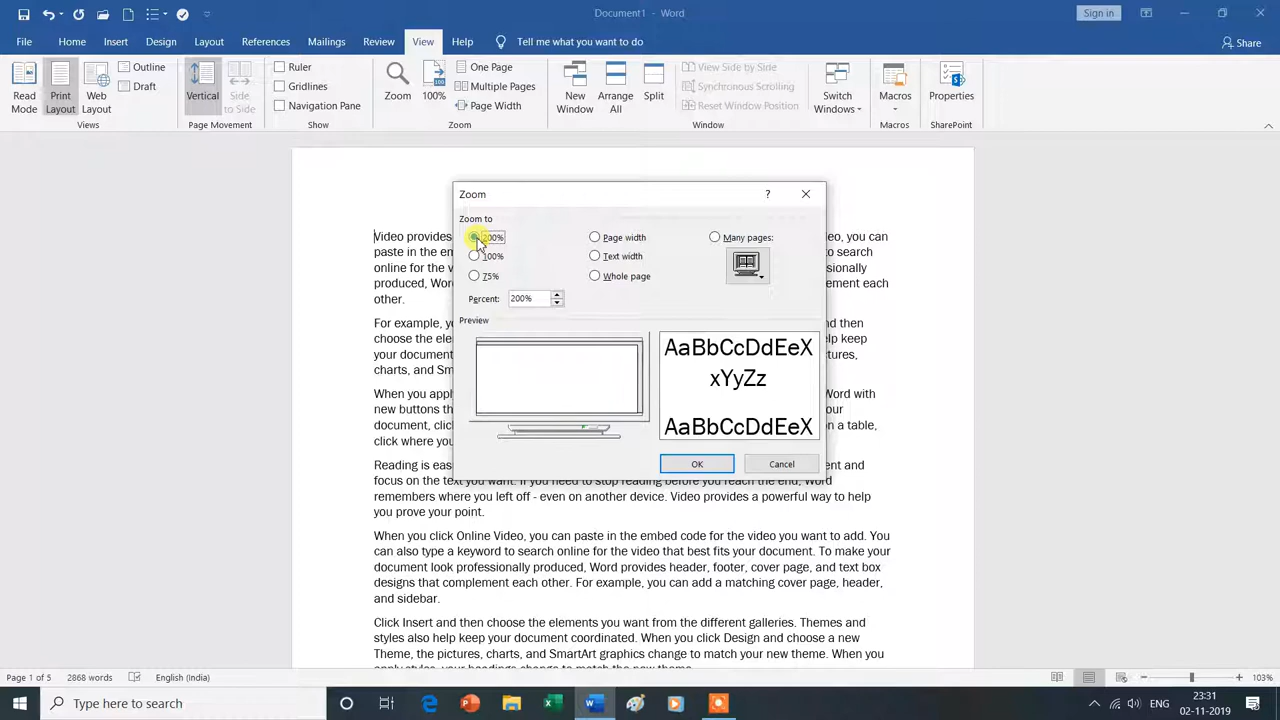 Document1 - Word
Sign in
File Home Insert Design Layout References Mailings Review View Help Tell me what you want to do Share
Read Mode
Print Layout
Web Layout
Outline
Draft
Views
Vertical
Side to Side
Page Movement
Ruler
Gridlines
Navigation Pane
Show
Zoom
100%
One Page
Multiple Pages
Page Width
Zoom
New Window
Arrange All
Split
View Side by Side
Synchronous Scrolling
Reset Window Position
Switch Windows
Window
Macros
Macros
Properties
SharePoint
Zoom ?
Zoom to
200% Page width Many pages:
100% Text width
75% Whole page
Percent: 200%
Preview
AaBbCcDdEeX
xYyZz
AaBbCcDdEeX
OK Cancel
Video provides eo, you can
paste in the em to search
online for the v sionally
produced, Wor ement each
other.
For example, y nd then
choose the ele elp keep
your document tures,
charts, and Sm
When you appl Word with
new buttons th our
document, clic n a table,
click where you
Reading is eas ent and
focus on the text you want. If you need to stop reading before you reach the end, Word
remembers where you left off - even on another device. Video provides a powerful way to help
you prove your point.
When you click Online Video, you can paste in the embed code for the video you want to add. You
can also type a keyword to search online for the video that best fits your document. To make your
document look professionally produced, Word provides header, footer, cover page, and text box
designs that complement each other. For example, you can add a matching cover page, header,
and sidebar.
Click Insert and then choose the elements you want from the different galleries. Themes and
styles also help keep your document coordinated. When you click Design and choose a new
Theme, the pictures, charts, and SmartArt graphics change to match your new theme. When you
apply styles, your headings change to match the new theme.
Page 1 of 5 2868 words English (India) 103%
Type here to search
ENG
23:31
02-11-2019